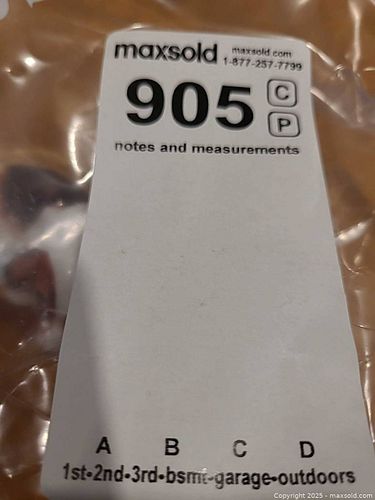 maxsold maxsold.com
1-877-257-7799
905 C
P
notes and measurements
A B C D
1st-2nd-3rd-bsmt-garage-outdoors
Copyright 2025 - maxsold.com